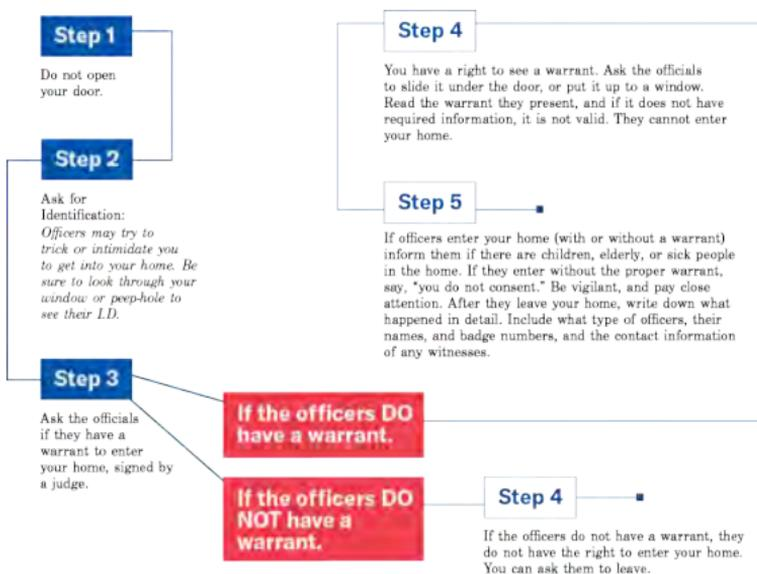 Step 1
Do not open
your door.
Step 2
Ask for
Identification:
Officers may try to
trick or intimidate you
to get into your home. Be
sure to look through your
window or peep-hole to
see their I.D.
Step 3
Ask the officials
if they have a
warrant to enter
your home, signed by
a judge.
If the officers DO
have a warrant.
Step 4
You have a right to see a warrant. Ask the officials
to slide it under the door, or put it up to a window.
Read the warrant they present, and if it does not have
required information, it is not valid. They cannot enter
your home.
Step 5
If officers enter your home (with or without a warrant)
inform them if there are children, elderly, or sick people
in the home. If they enter without the proper warrant,
say, "you do not consent." Be vigilant, and pay close
attention. After they leave your home, write down what
happened in detail. Include what type of officers, their
names, and badge numbers, and the contact information
of any witnesses.
If the officers DO
NOT have a
warrant.
Step 4
If the officers do not have a warrant, they
do not have the right to enter your home.
You can ask them to leave.